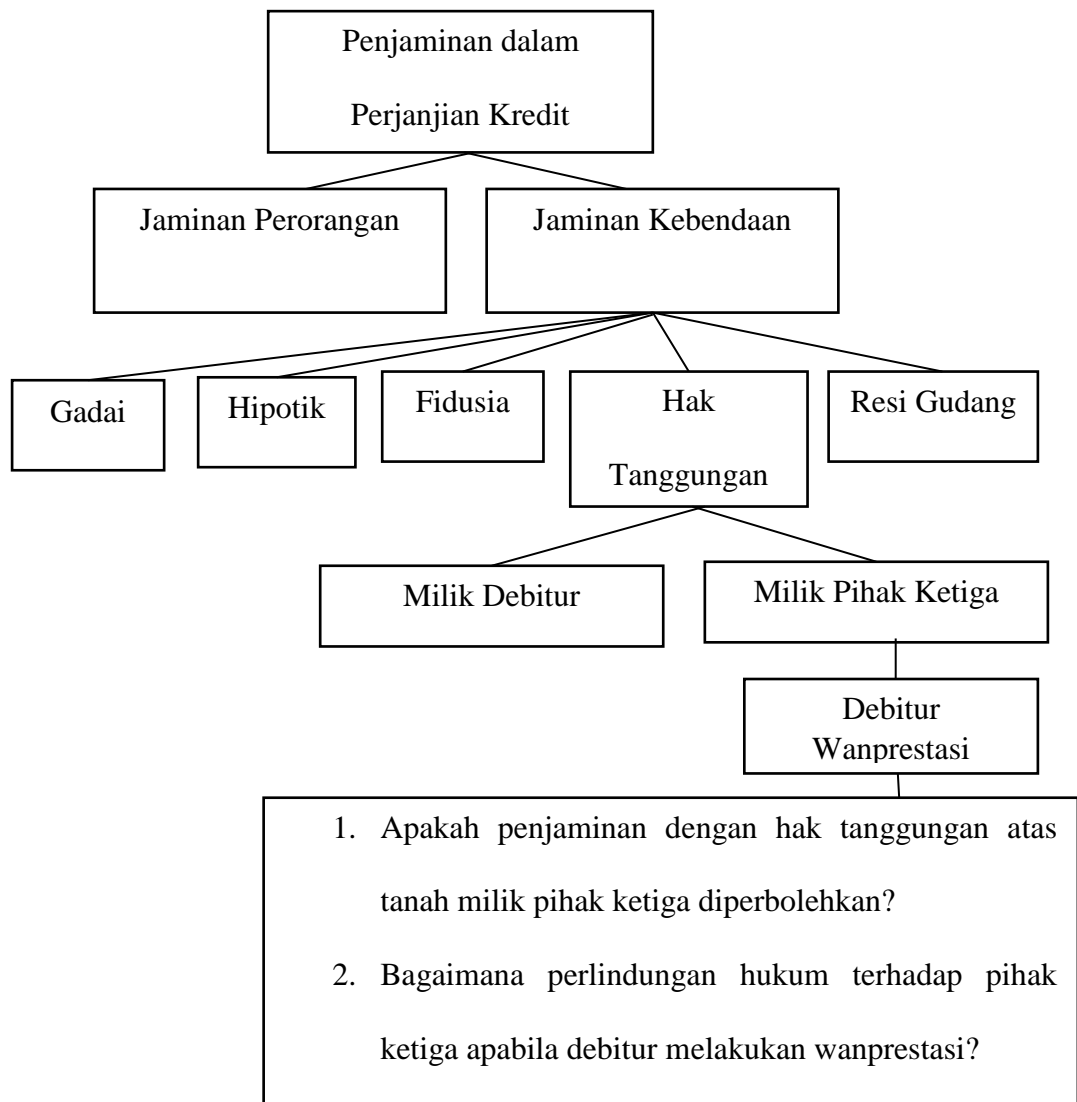 Penjaminan dalam
Perjanjian Kredit
Jaminan Perorangan
Jaminan Kebendaan
Gadai
Hipotik
Fidusia
Hak
Tanggungan
Resi Gudang
Milik Debitur
Milik Pihak Ketiga
Debitur
Wanprestasi
1. Apakah penjaminan dengan hak tanggungan atas
tanah milik pihak ketiga diperbolehkan?
2. Bagaimana perlindungan hukum terhadap pihak
ketiga apabila debitur melakukan wanprestasi?